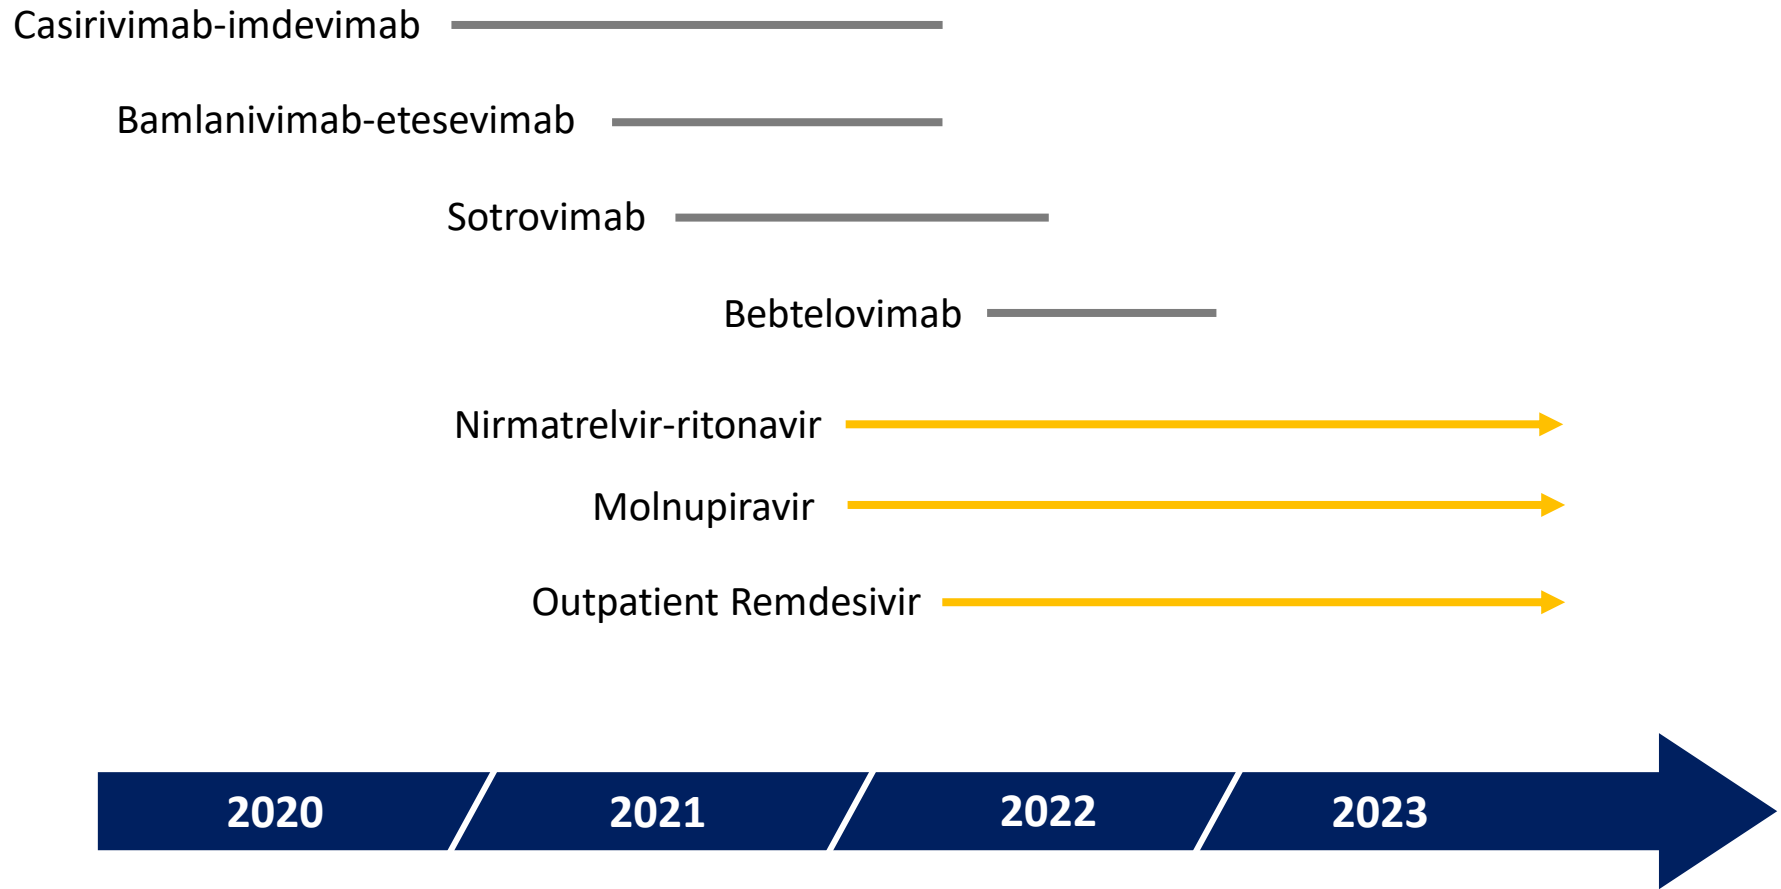 Casirivimab-imdevimab
Bamlanivimab-etesevimab
Sotrovimab
Bebtelovimab
Nirmatrelvir-ritonavir
Molnupiravir
Outpatient Remdesivir
2020 2021 2022 2023